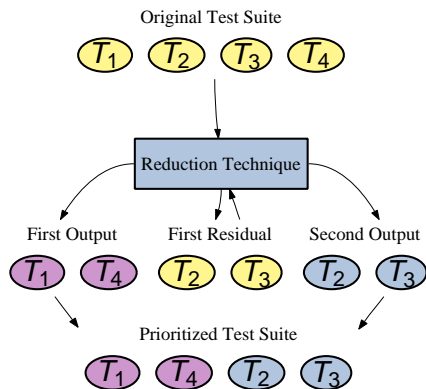 Original Test Suite
T1 T2 T3 T4
Reduction Technique
First Output First Residual Second Output
T1 T4 T2 T3 T2 T3
Prioritized Test Suite
T1 T4 T2 T3